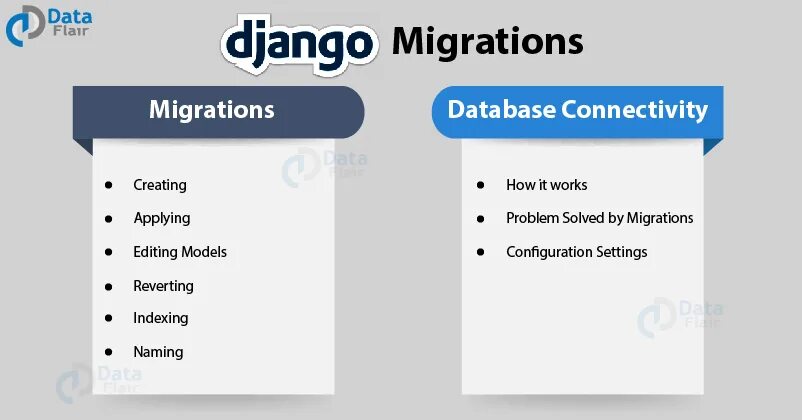 Data
Flair
django Migrations
Migrations
Creating
Applying
Editing Models
Reverting
Indexing
Naming
Database Connectivity
How it works
Problem Solved by Migrations
Configuration Settings
Data
Flair
Data
Flair
Data
Flair